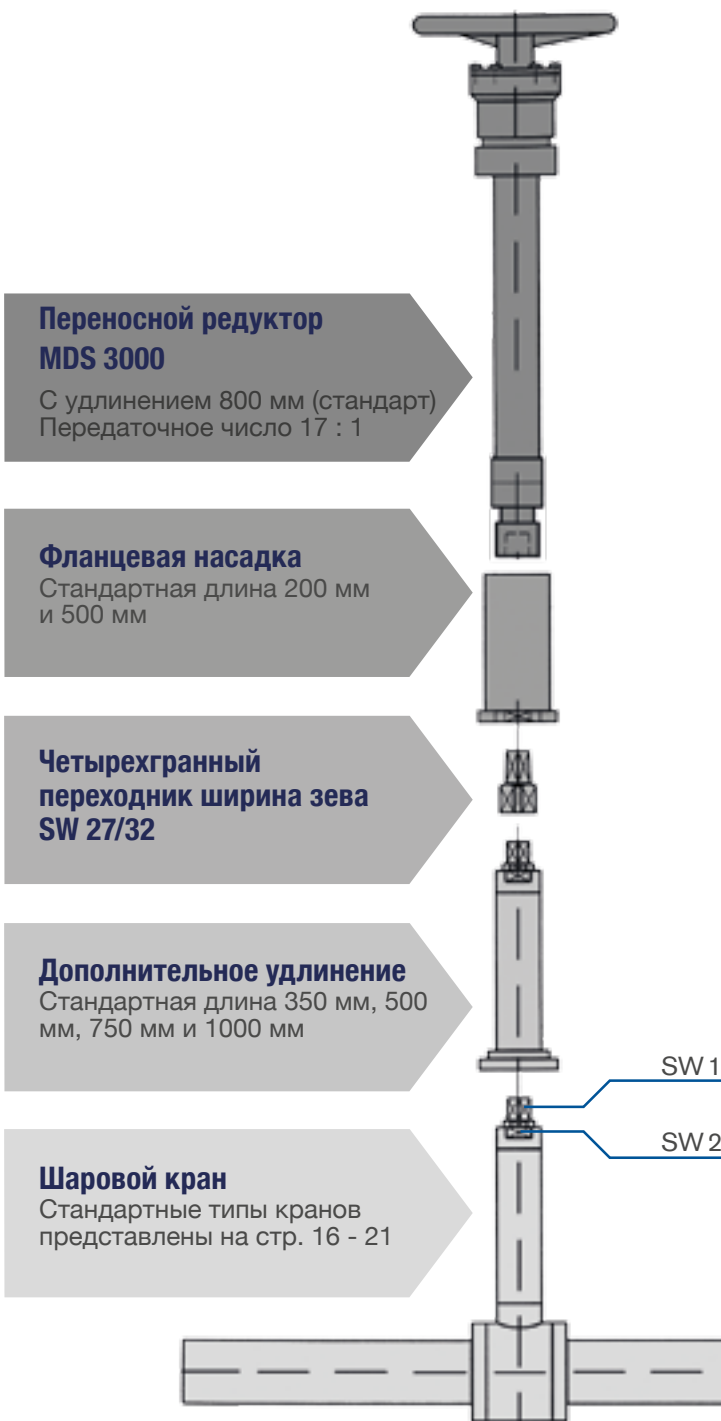 Переносной редуктор
MDS 3000
С удлинением 800 мм (стандарт)
Передаточное число 17 : 1
Фланцевая насадка
Стандартная длина 200 мм
и 500 мм
Четырехгранный
переходник ширина зева
SW 27/32
Дополнительное удлинение
Стандартная длина 350 мм, 500
мм, 750 мм и 1000 мм
SW 1
SW 2
Шаровой кран
Стандартные типы кранов
представлены на стр. 16 - 21